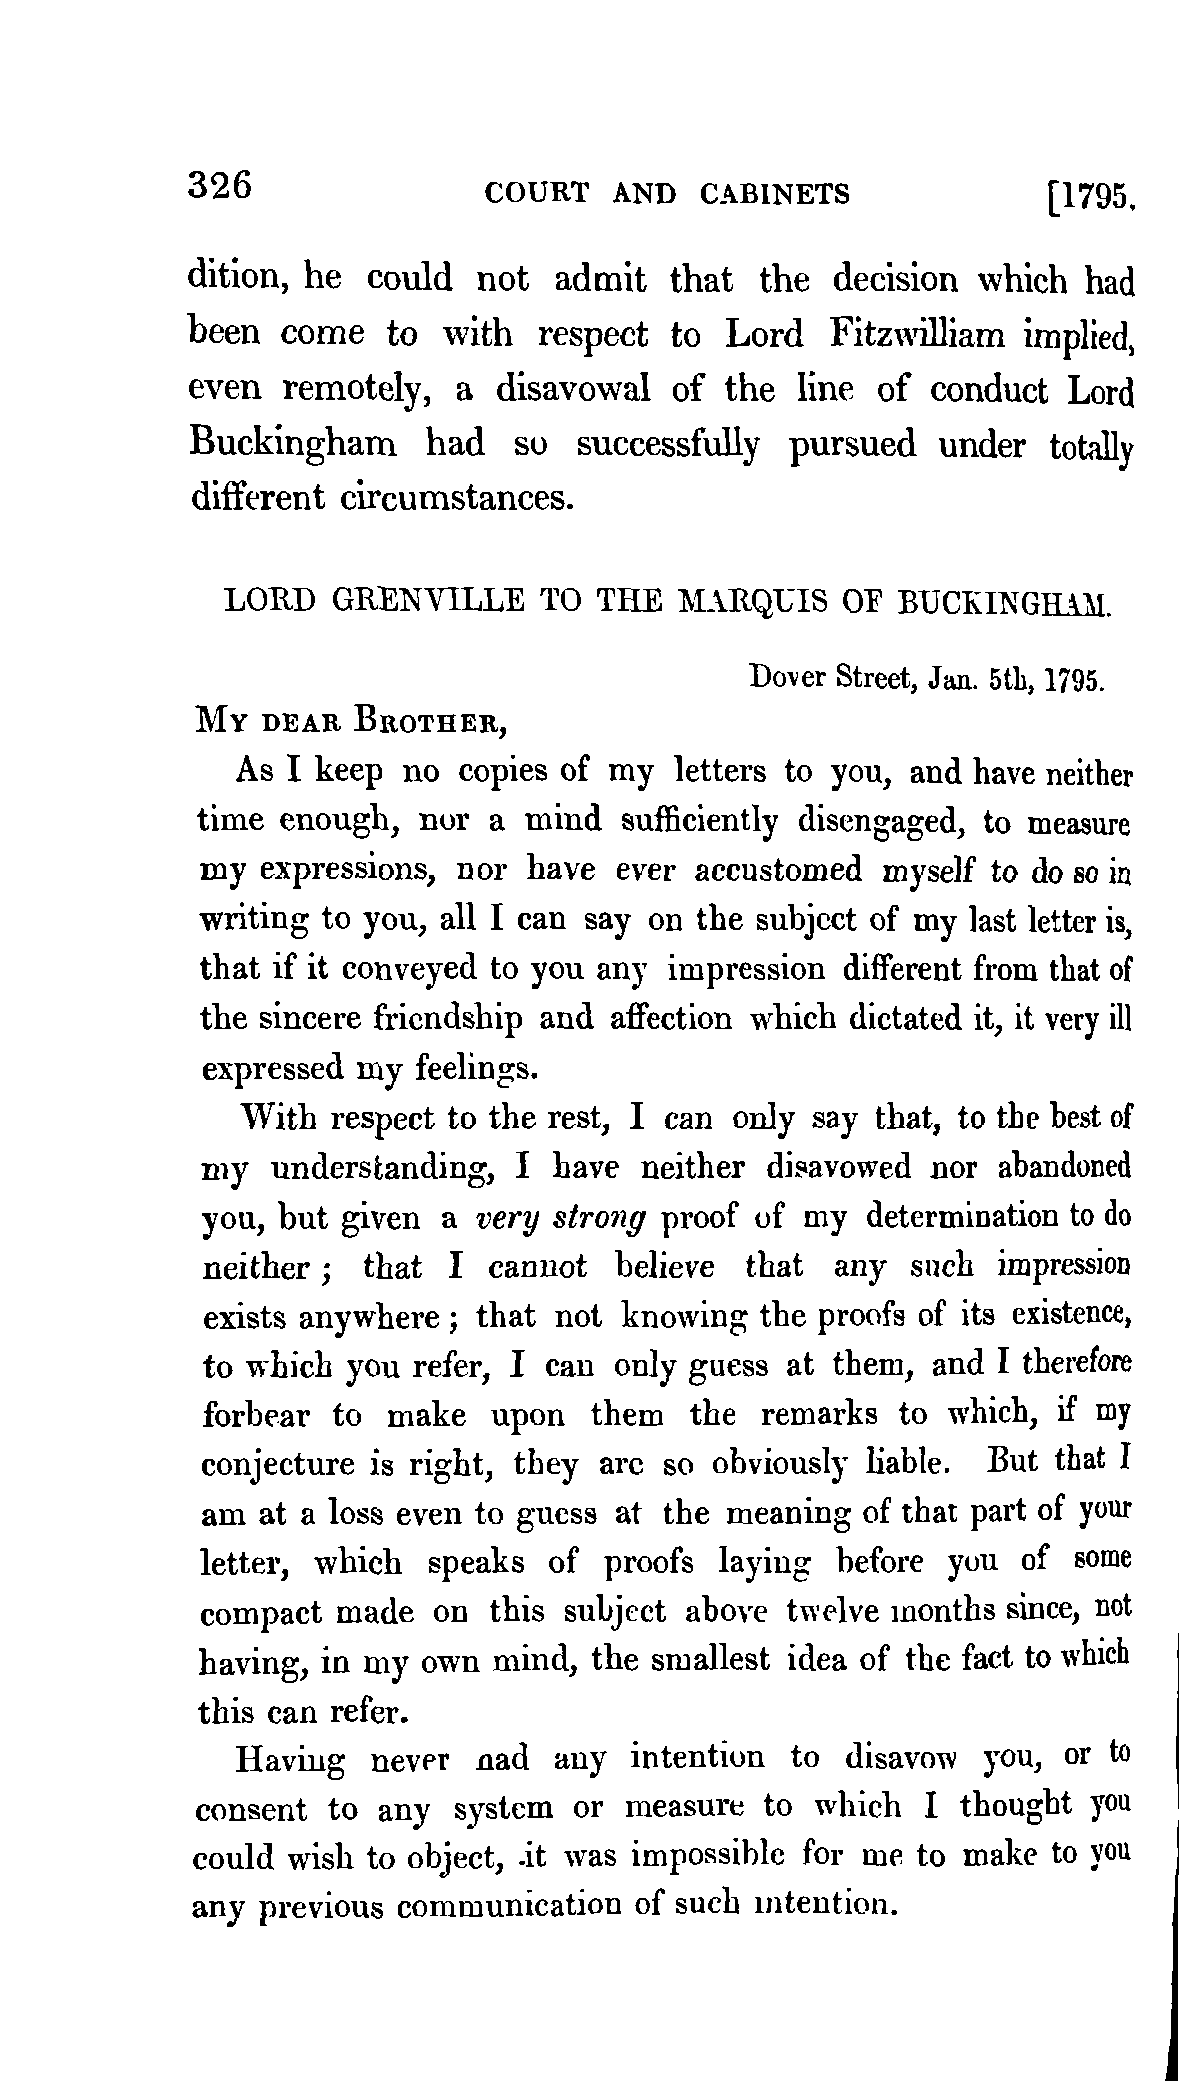 326 COURT AND CABINETS [1795.
dition, he could not admit that the decision which had
been come to with respect to Lord Fitzwilliam implied,
even remotely, a disavowal of the line of conduct Lord
Buckingham had so successfully pursued under totally
different circumstances.
LORD GRENVILLE TO THE MARQUIS OF BUCKINGHAM.
Dover Street, Jan. 5th, 1795.
MY DEAR BROTHER,
As I keep no copies of my letters to you, and have neither
time enough, nor a mind sufficiently disengaged, to measure
my expressions, nor have ever accustomed myself to do so in
writing to you, all I can say on the subject of my last letter is,
that if it conveyed to you any impression different from that of
the sincere friendship and affection which dictated it, it very ill
expressed my feelings.
With respect to the rest, I can only say that, to the best of
my understanding, I have neither disavowed nor abandoned
you, but given a very strong proof of my determination to do
neither; that I cannot believe that any such impression
exists anywhere; that not knowing the proofs of its existence,
to which you refer, I can only guess at them, and I therefore
forbear to make upon them the remarks to which, if my
conjecture is right, they are so obviously liable. But that I
am at a loss even to guess at the meaning of that part of your
letter, which speaks of proofs laying before you of some
compact made on this subject above twelve months since, not
having, in my own mind, the smallest idea of the fact to which
this can refer.
Having never had any intention to disavow you, or to
consent to any system or measure to which I thought you
could wish to object, it was impossible for me to make to you
any previous communication of such intention.